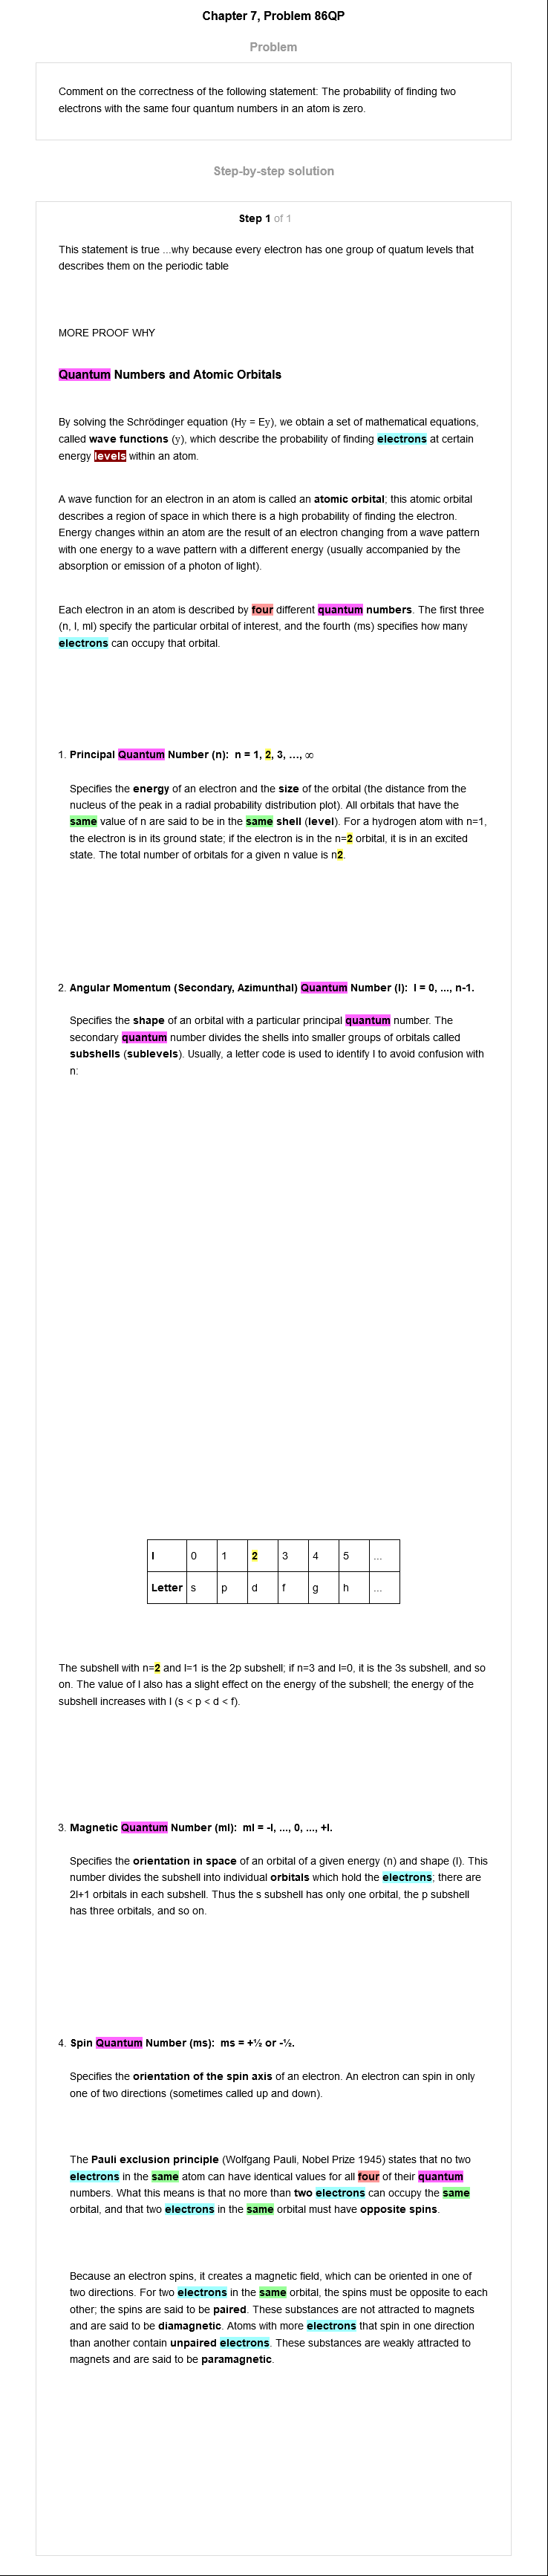 Chapter 7, Problem 86QP
Problem
Comment on the correctness of the following statement: The probability of finding two
electrons with the same four quantum numbers in an atom is zero.
Step-by-step solution
Step 1 of 1
This statement is true ...why because every electron has one group of quatum levels that
describes them on the periodic table
MORE PROOF WHY
Quantum Numbers and Atomic Orbitals
By solving the Schrödinger equation (Hy = Ey), we obtain a set of mathematical equations,
called wave functions (y), which describe the probability of finding electrons at certain
energy levels within an atom.
A wave function for an electron in an atom is called an atomic orbital; this atomic orbital
describes a region of space in which there is a high probability of finding the electron.
Energy changes within an atom are the result of an electron changing from a wave pattern
with one energy to a wave pattern with a different energy (usually accompanied by the
absorption or emission of a photon of light).
Each electron in an atom is described by four different quantum numbers. The first three
(n, l, ml) specify the particular orbital of interest, and the fourth (ms) specifies how many
electrons can occupy that orbital.
1. Principal Quantum Number (n): n = 1, 2, 3, …, ∞
Specifies the energy of an electron and the size of the orbital (the distance from the
nucleus of the peak in a radial probability distribution plot). All orbitals that have the
same value of n are said to be in the same shell (level). For a hydrogen atom with n=1,
the electron is in its ground state; if the electron is in the n=2 orbital, it is in an excited
state. The total number of orbitals for a given n value is n2.
2. Angular Momentum (Secondary, Azimunthal) Quantum Number (l): l = 0, ..., n-1.
Specifies the shape of an orbital with a particular principal quantum number. The
secondary quantum number divides the shells into smaller groups of orbitals called
subshells (sublevels). Usually, a letter code is used to identify l to avoid confusion with
n:
l 0 1 2 3 4 5 ...
Letter s p d f g h ...
The subshell with n=2 and l=1 is the 2p subshell; if n=3 and l=0, it is the 3s subshell, and so
on. The value of l also has a slight effect on the energy of the subshell; the energy of the
subshell increases with l (s < p < d < f).
3. Magnetic Quantum Number (ml): ml = -l, ..., 0, ..., +l.
Specifies the orientation in space of an orbital of a given energy (n) and shape (l). This
number divides the subshell into individual orbitals which hold the electrons; there are
2l+1 orbitals in each subshell. Thus the s subshell has only one orbital, the p subshell
has three orbitals, and so on.
4. Spin Quantum Number (ms): ms = +½ or -½.
Specifies the orientation of the spin axis of an electron. An electron can spin in only
one of two directions (sometimes called up and down).
The Pauli exclusion principle (Wolfgang Pauli, Nobel Prize 1945) states that no two
electrons in the same atom can have identical values for all four of their quantum
numbers. What this means is that no more than two electrons can occupy the same
orbital, and that two electrons in the same orbital must have opposite spins.
Because an electron spins, it creates a magnetic field, which can be oriented in one of
two directions. For two electrons in the same orbital, the spins must be opposite to each
other; the spins are said to be paired. These substances are not attracted to magnets
and are said to be diamagnetic. Atoms with more electrons that spin in one direction
than another contain unpaired electrons. These substances are weakly attracted to
magnets and are said to be paramagnetic.